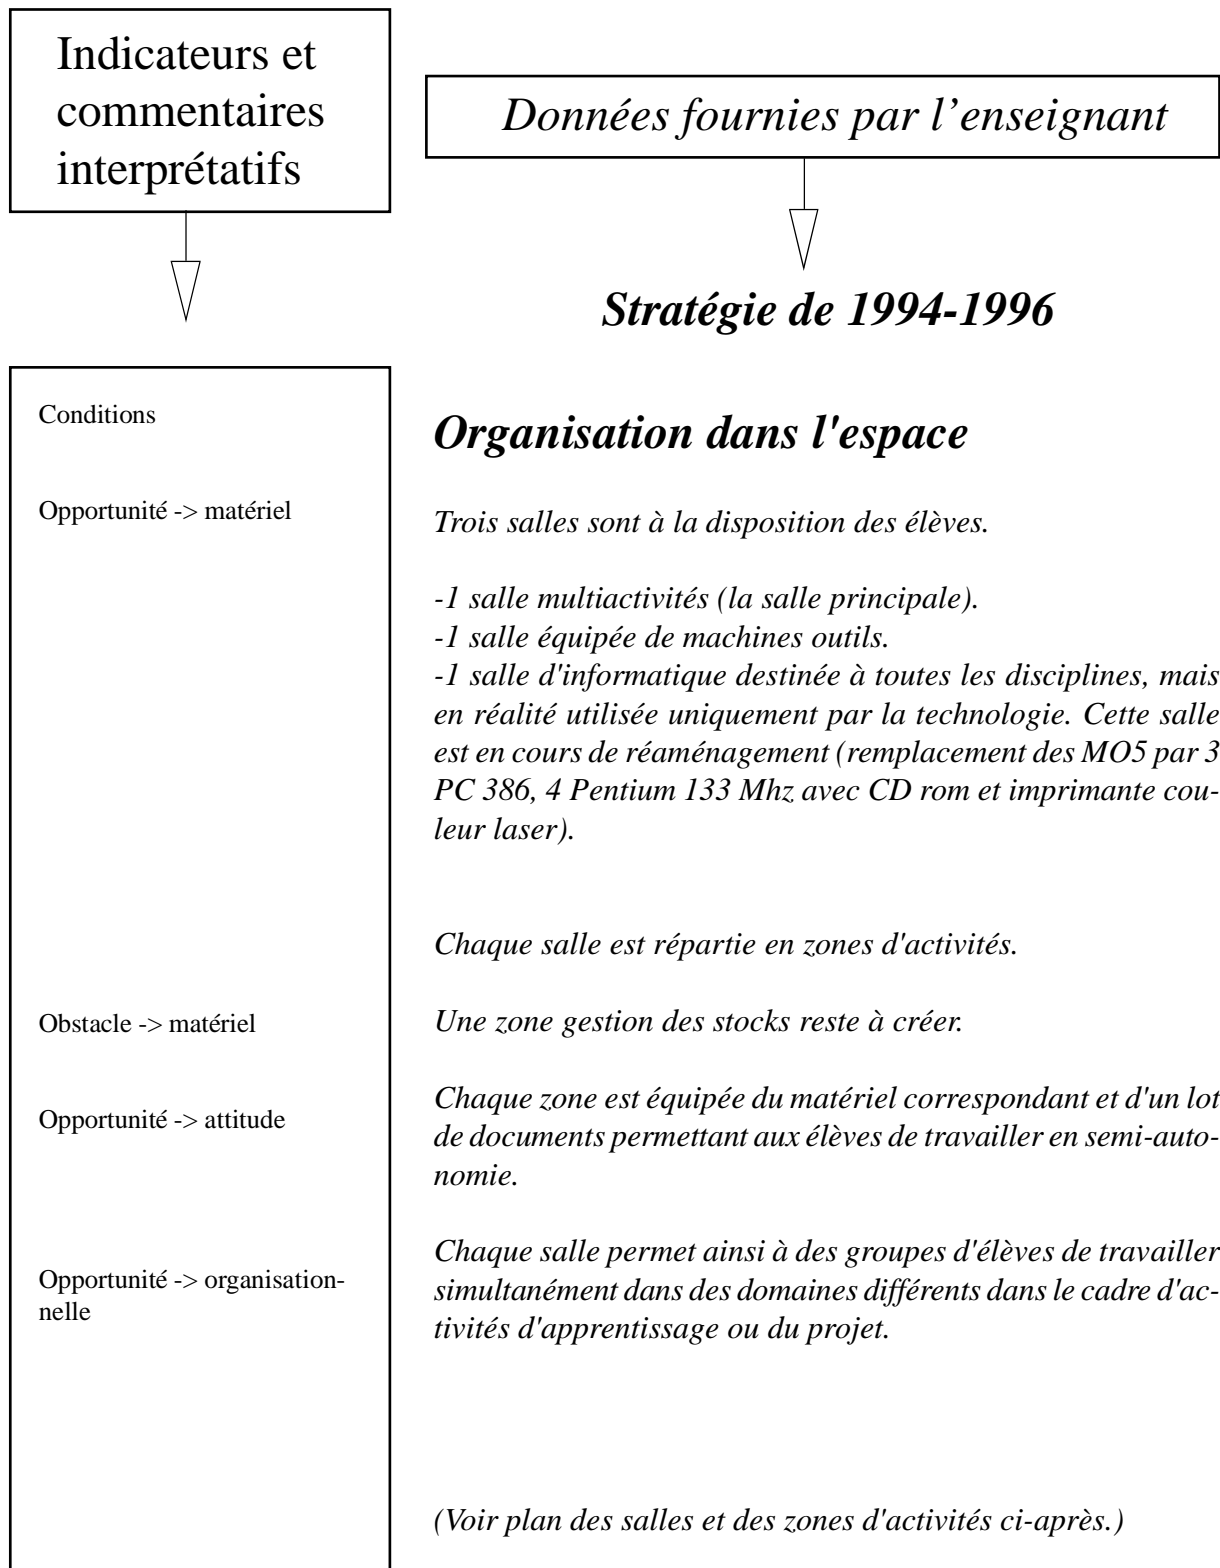 Indicateurs et
commentaires
interprétatifs
Données fournies par l’enseignant
Stratégie de 1994-1996
Conditions
Organisation dans l'espace
Opportunité -> matériel
Trois salles sont à la disposition des élèves.
-1 salle multiactivités (la salle principale).
-1 salle équipée de machines outils.
-1 salle d'informatique destinée à toutes les disciplines, mais
en réalité utilisée uniquement par la technologie. Cette salle
est en cours de réaménagement (remplacement des MO5 par 3
PC 386, 4 Pentium 133 Mhz avec CD rom et imprimante cou-
leur laser).
Chaque salle est répartie en zones d'activités.
Obstacle -> matériel
Une zone gestion des stocks reste à créer.
Opportunité -> attitude
Chaque zone est équipée du matériel correspondant et d'un lot
de documents permettant aux élèves de travailler en semi-auto-
nomie.
Opportunité -> organisation-
nelle
Chaque salle permet ainsi à des groupes d'élèves de travailler
simultanément dans des domaines différents dans le cadre d'ac-
tivités d'apprentissage ou du projet.
(Voir plan des salles et des zones d'activités ci-après.)